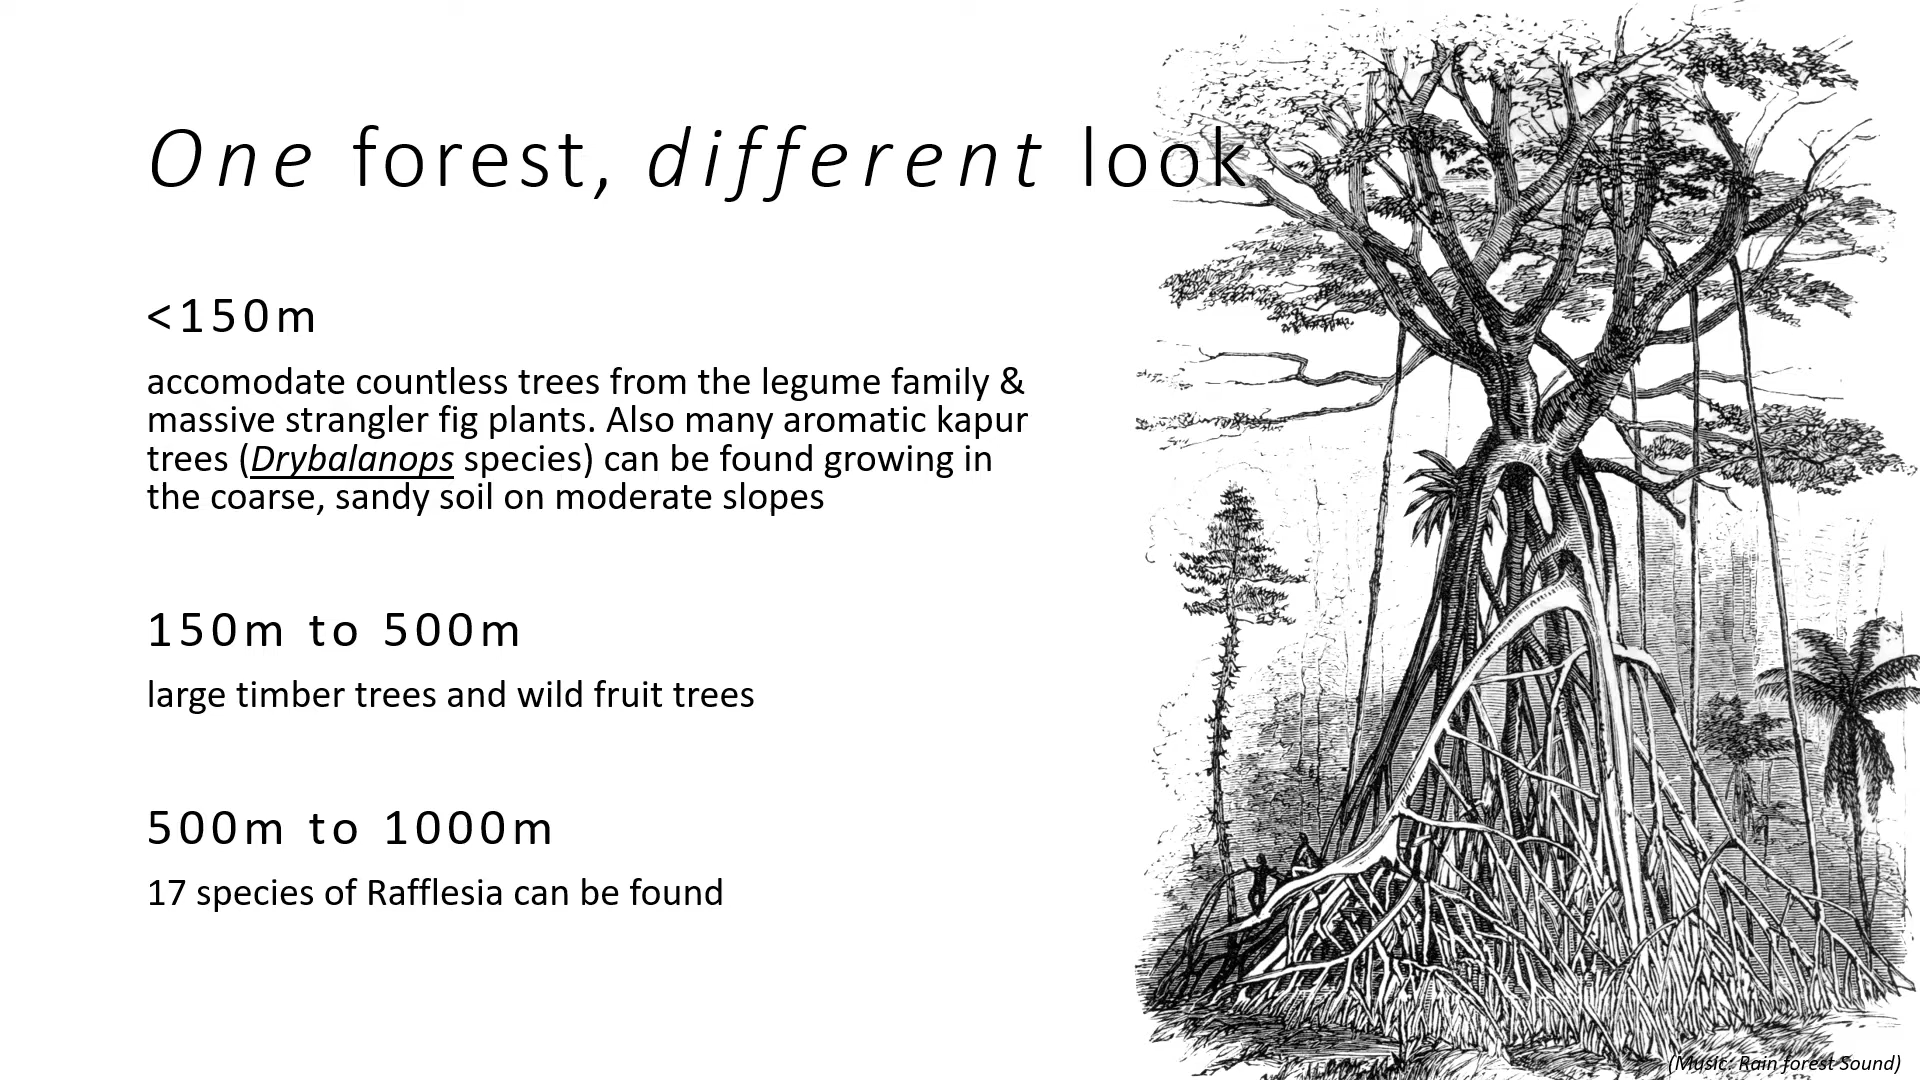 One forest, different look
<150m
accomodate countless trees from the legume family &
massive strangler fig plants. Also many aromatic kapur
trees (Drybalanops species) can be found growing in
the coarse, sandy soil on moderate slopes
150m to 500m
large timber trees and wild fruit trees
500m to 1000m
17 species of Rafflesia can be found
(Music: Rain forest Sound)